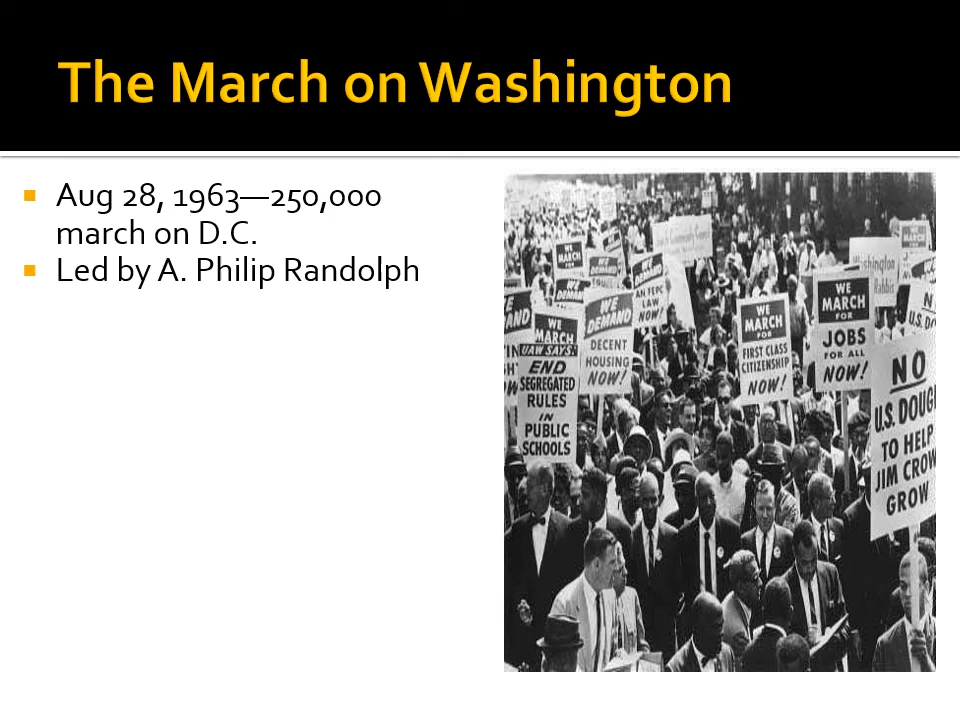 The March on Washington
Aug 28, 1963—250,000
march on D.C.
Led by A. Philip Randolph
WE
MARCH
FOR
WE
DEMAND
WE
DEMAND
AN FEPC
LAW
NOW!
WE
DEMAND
DECENT
HOUSING
NOW!
WE
MARCH
UAW SAYS:
END
SEGREGATED
RULES
IN
PUBLIC
SCHOOLS
WE
MARCH
FOR
FIRST CLASS
CITIZENSHIP
NOW!
WE
MARCH
FOR
JOBS
FOR ALL
NOW!
MARCH
NO
U.S. DOUG
TO HELP
JIM CROW
GROW